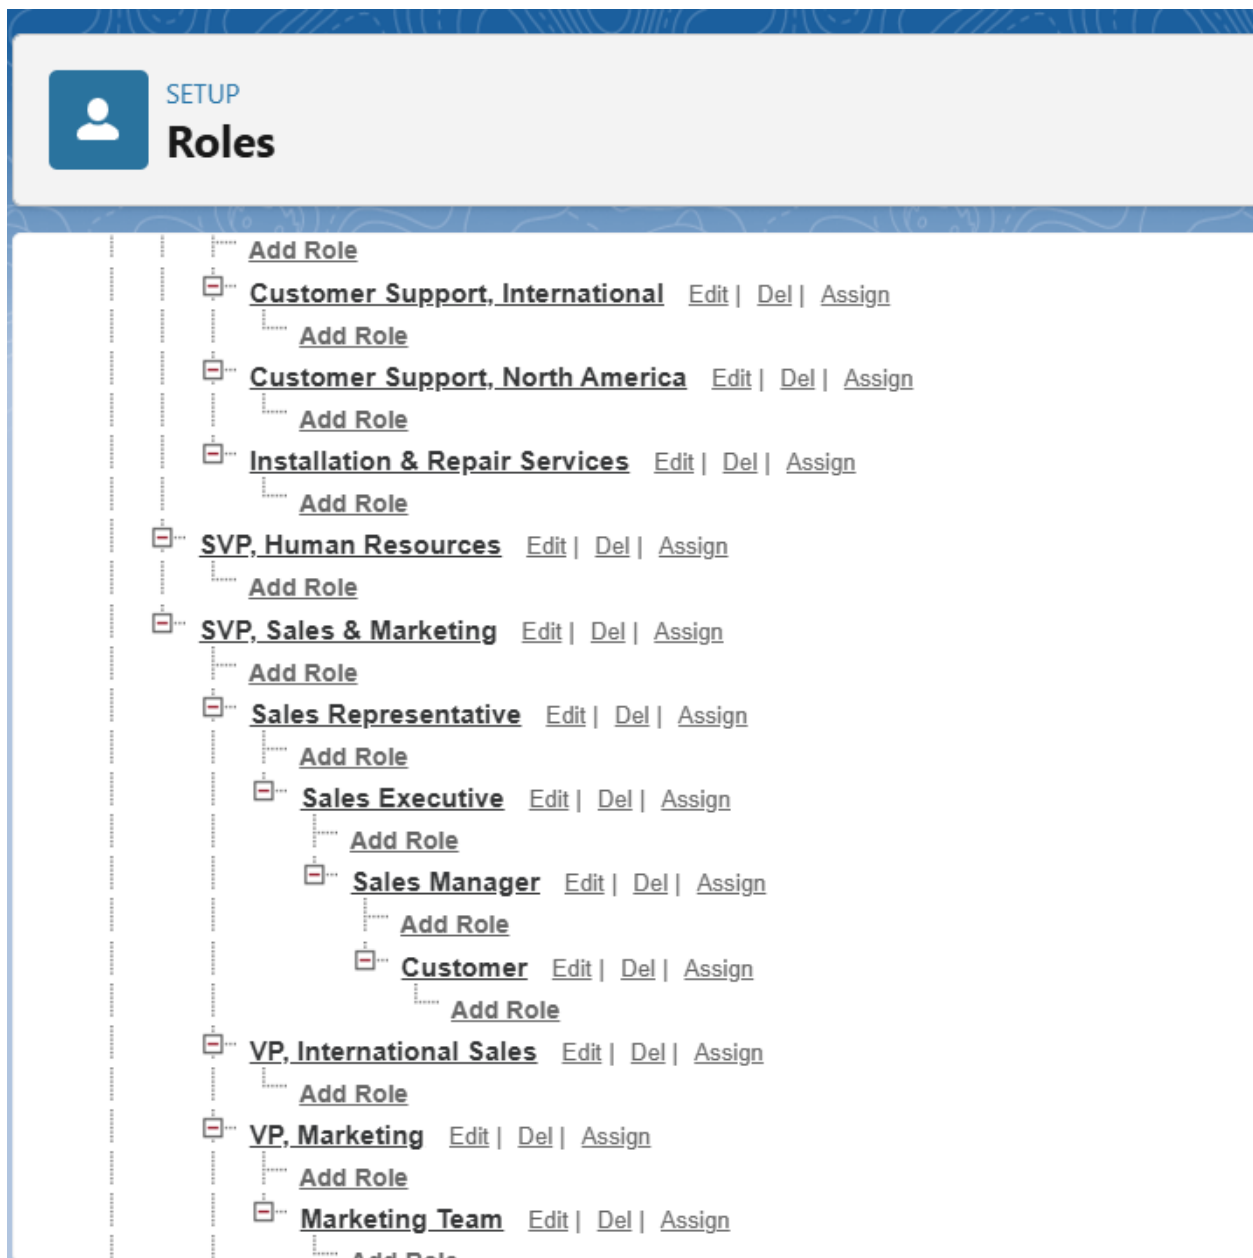 SETUP
Roles
Add Role
Customer Support, International Edit | Del | Assign
Add Role
Customer Support, North America Edit | Del | Assign
Add Role
Installation & Repair Services Edit | Del | Assign
Add Role
SVP, Human Resources Edit | Del | Assign
Add Role
SVP, Sales & Marketing Edit | Del | Assign
Add Role
Sales Representative Edit | Del | Assign
Add Role
Sales Executive Edit | Del | Assign
Add Role
Sales Manager Edit | Del | Assign
Add Role
Customer Edit | Del | Assign
Add Role
VP, International Sales Edit | Del | Assign
Add Role
VP, Marketing Edit | Del | Assign
Add Role
Marketing Team Edit | Del | Assign
Add Role